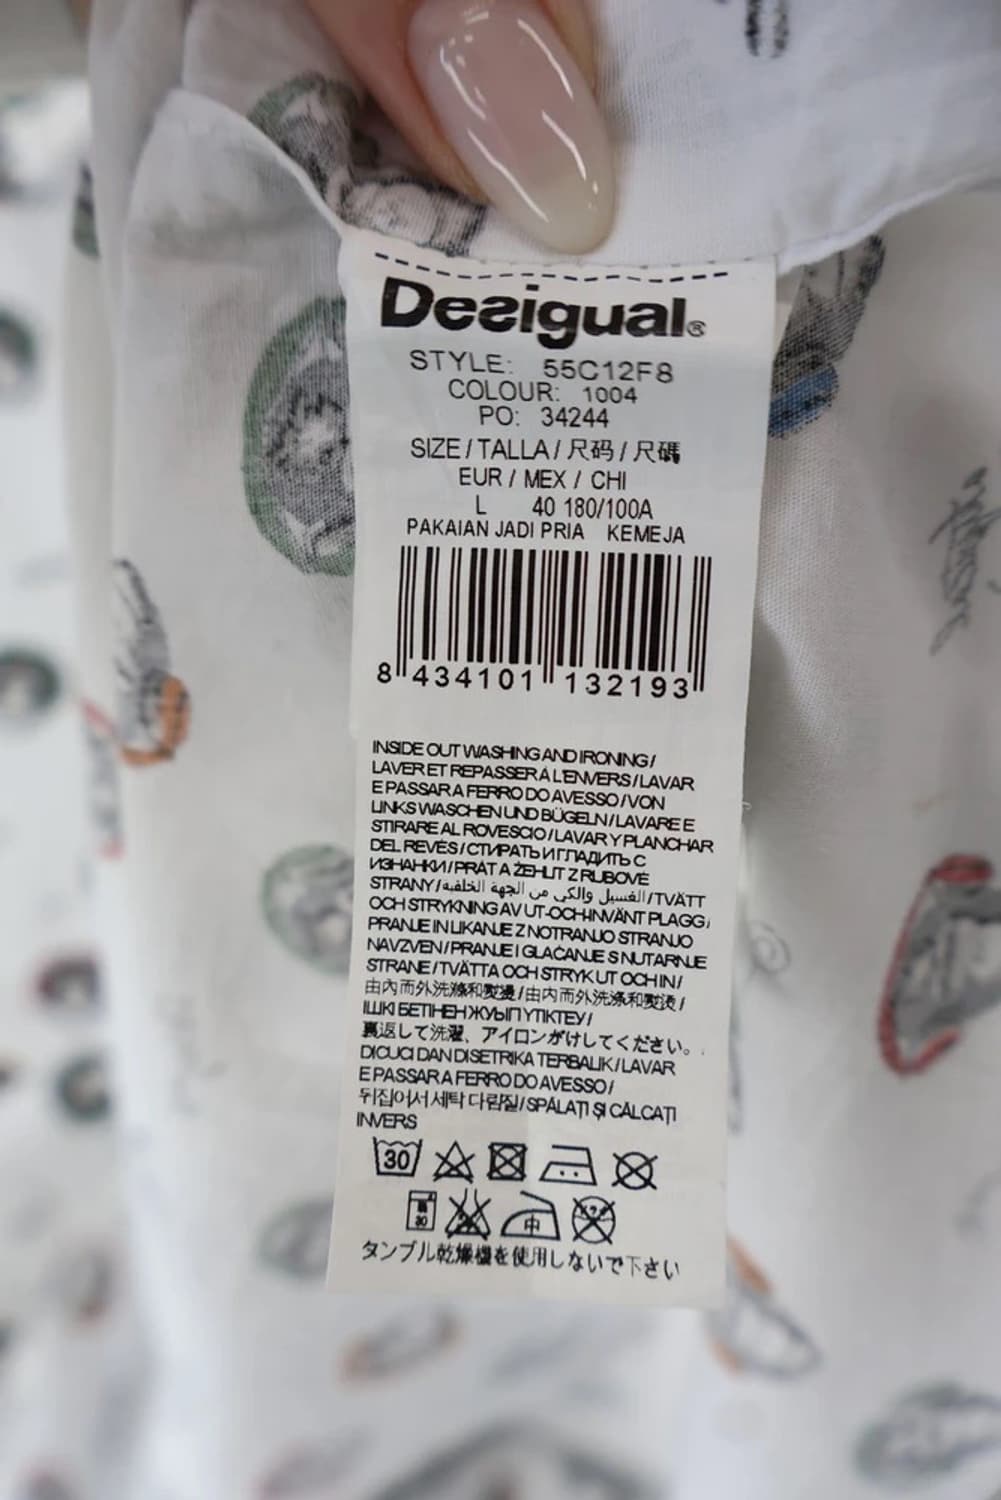 Desigual®
STYLE: 55C12F8
COLOUR: 1004
PO: 34244
SIZE / TALLA / 尺码 / 尺碼
EUR / MEX / CHI
L 40 180/100A
PAKAIAN JADI PRIA KEMEJA
8 434101 132193
INSIDE OUT WASHING AND IRONING /
LAVER ET REPASSER À L'ENVERS / LAVAR
E PASSAR A FERRO DO AVESSO / VON
LINKS WASCHEN UND BÜGELN / LAVARE E
STIRARE AL ROVESCIO / LAVAR Y PLANCHAR
DEL REVÉS / СТИРАТЬ И ГЛАДИТЬ С
ИЗНАНКИ / PRÁT A ŽEHLIT Z RUBOVÉ
STRANY / الغسيل والكي من الجهة الخلفية / TVÄTT
OCH STRYKNING AV UT-OCH-INVÄNT PLAGG /
PRANJE IN LIKANJE Z NOTRANJO STRANJO
NAVZVEN / PRANJE I GLAČANJE S NUTARNJE
STRANE / TVÄTTA OCH STRYK UT OCH IN /
由內而外洗滌和熨燙 / 由内而外洗涤和熨烫 /
ІШКІ БЕТІНЕН ЖУЫП ҮТІКТЕУ /
裏返して洗濯、アイロンがけしてください。
DICUCI DAN DISETRIKA TERBALIK / LAVAR
E PASSAR A FERRO DO AVESSO /
뒤집어서 세탁 다림질 / SPĂLAȚI ȘI CĂLCAȚI
INVERS
30
30
中
タンブル乾燥機を使用しないで下さい